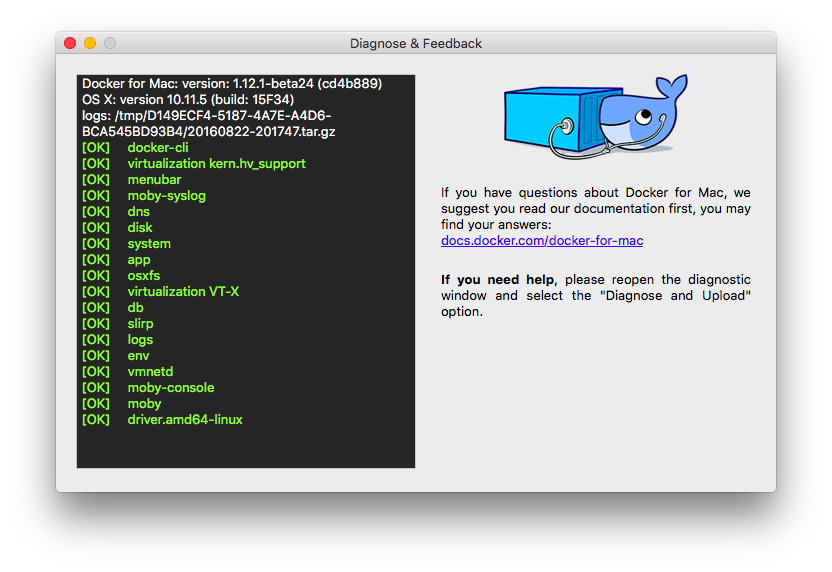 Diagnose & Feedback
Docker for Mac: version: 1.12.1-beta24 (cd4b889)
OS X: version 10.11.5 (build: 15F34)
logs: /tmp/D149ECF4-5187-4A7E-A4D6-
BCA545BD93B4/20160822-201747.tar.gz
[OK] docker-cli
[OK] virtualization kern.hv_support
[OK] menubar
[OK] moby-syslog
[OK] dns
[OK] disk
[OK] system
[OK] app
[OK] osxfs
[OK] virtualization VT-X
[OK] db
[OK] slirp
[OK] logs
[OK] env
[OK] vmnetd
[OK] moby-console
[OK] moby
[OK] driver.amd64-linux
If you have questions about Docker for Mac, we
suggest you read our documentation first, you may
find your answers:
docs.docker.com/docker-for-mac
If you need help, please reopen the diagnostic
window and select the "Diagnose and Upload"
option.